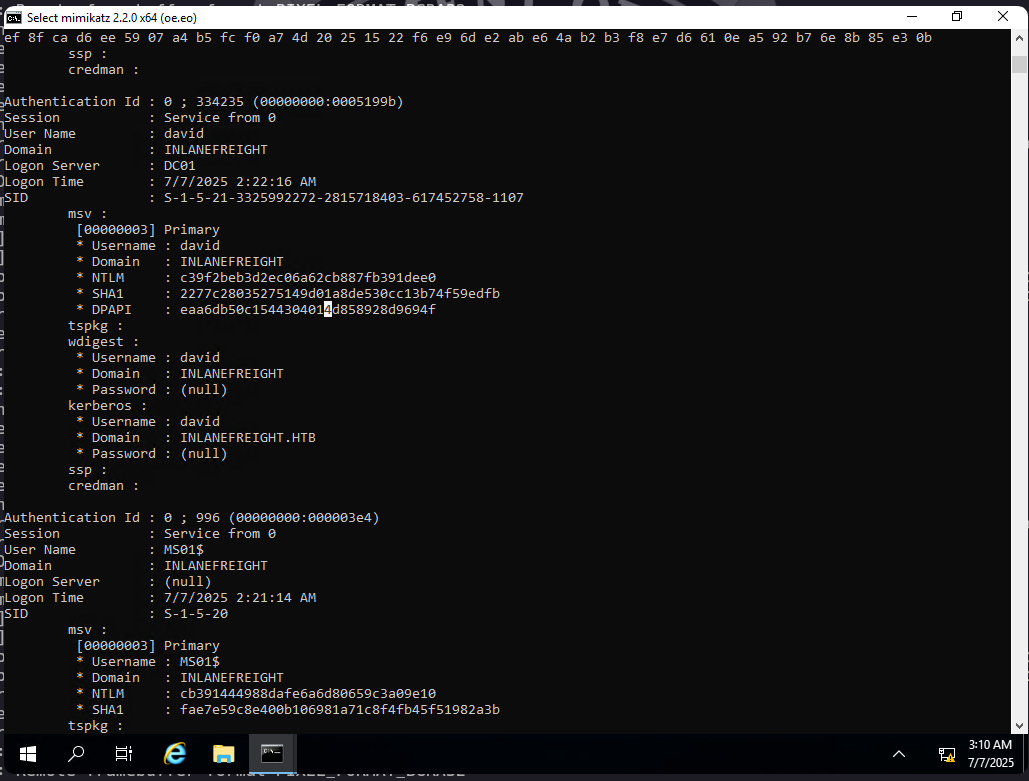 Select mimikatz 2.2.0 x64 (oe.eo)
ef 8f ca d6 ee 59 07 a4 b5 fc f0 a7 4d 20 25 15 22 f6 e9 6d e2 ab e6 4a b2 b3 f8 e7 d6 61 0e a5 92 b7 6e 8b 85 e3 0b
ssp :
credman :
Authentication Id : 0 ; 334235 (00000000:0005199b)
Session : Service from 0
User Name : david
Domain : INLANEFREIGHT
Logon Server : DC01
Logon Time : 7/7/2025 2:22:16 AM
SID : S-1-5-21-3325992272-2815718403-617452758-1107
msv :
[00000003] Primary
* Username : david
* Domain : INLANEFREIGHT
* NTLM : c39f2beb3d2ec06a62cb887fb391dee0
* SHA1 : 2277c28035275149d01a8de530cc13b74f59edfb
* DPAPI : eaa6db50c1544304014d858928d9694f
tspkg :
wdigest :
* Username : david
* Domain : INLANEFREIGHT
* Password : (null)
kerberos :
* Username : david
* Domain : INLANEFREIGHT.HTB
* Password : (null)
ssp :
credman :
Authentication Id : 0 ; 996 (00000000:000003e4)
Session : Service from 0
User Name : MS01$
Domain : INLANEFREIGHT
Logon Server : (null)
Logon Time : 7/7/2025 2:21:14 AM
SID : S-1-5-20
msv :
[00000003] Primary
* Username : MS01$
* Domain : INLANEFREIGHT
* NTLM : cb391444988dafe6a6d80659c3a09e10
* SHA1 : fae7e59c8e400b106981a71c8f4fb45f51982a3b
tspkg :
3:10 AM
7/7/2025